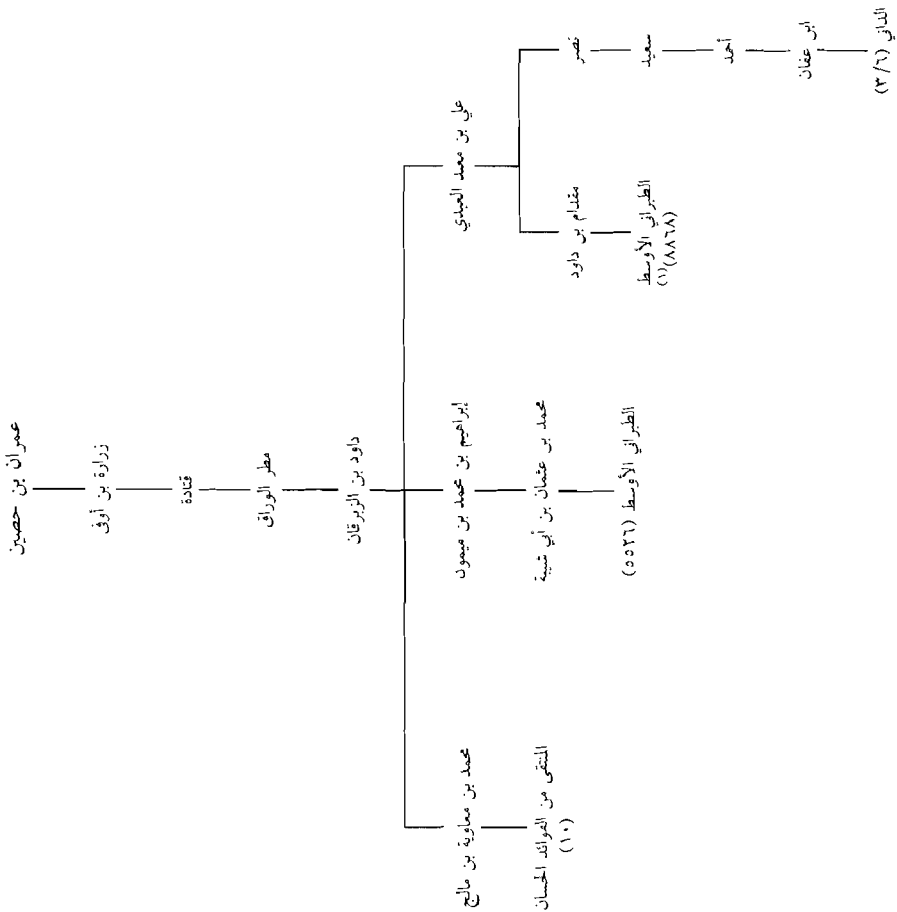 عمران بن حصين
زرارة بن أوفى
قتادة
مطر الوراق
داود بن الزبرقان
علي بن معبد العبدي
نصر
سعيد
أحمد
ابن عفان
الداني (٣/٦)
مقدام بن داود
الطبراني الأوسط
(٨٨٦٨)(١)
إبراهيم بن محمد بن ميمون
محمد بن عثمان بن أبي شيبة
الطبراني الأوسط (٥٥٢٦)
محمد بن معاوية بن مالج
المنتقى من الفوائد الحسان
(١٠)